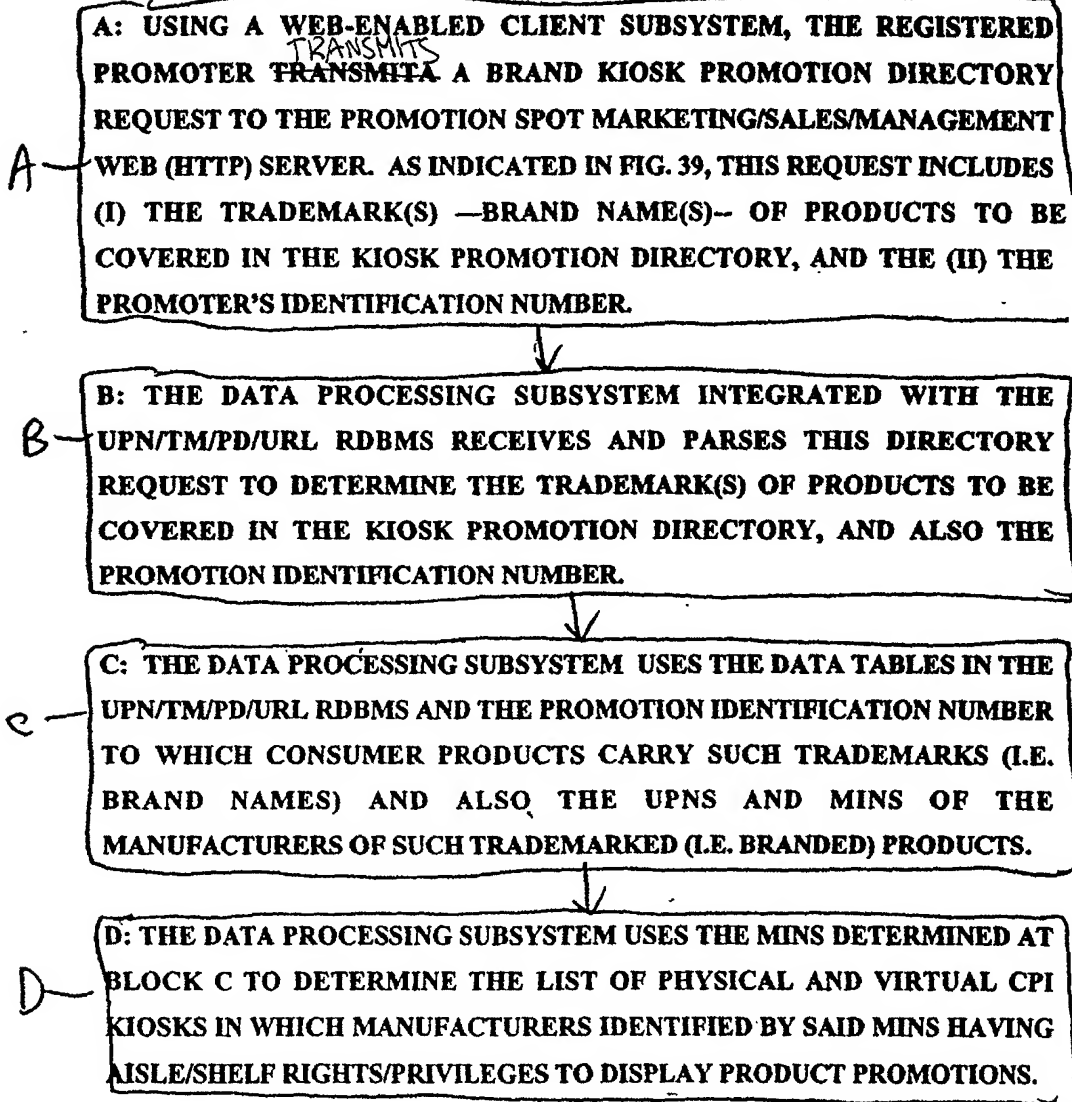 A: USING A WEB-ENABLED CLIENT SUBSYSTEM, THE REGISTERED
TRANSMITS
PROMOTER TRANSMITA A BRAND KIOSK PROMOTION DIRECTORY
REQUEST TO THE PROMOTION SPOT MARKETING/SALES/MANAGEMENT
A
WEB (HTTP) SERVER. AS INDICATED IN FIG. 39, THIS REQUEST INCLUDES
(I) THE TRADEMARK(S) —BRAND NAME(S)-- OF PRODUCTS TO BE
COVERED IN THE KIOSK PROMOTION DIRECTORY, AND THE (II) THE
PROMOTER'S IDENTIFICATION NUMBER.
B: THE DATA PROCESSING SUBSYSTEM INTEGRATED WITH THE
B
UPN/TM/PD/URL RDBMS RECEIVES AND PARSES THIS DIRECTORY
REQUEST TO DETERMINE THE TRADEMARK(S) OF PRODUCTS TO BE
COVERED IN THE KIOSK PROMOTION DIRECTORY, AND ALSO THE
PROMOTION IDENTIFICATION NUMBER.
C: THE DATA PROCESSING SUBSYSTEM USES THE DATA TABLES IN THE
C
UPN/TM/PD/URL RDBMS AND THE PROMOTION IDENTIFICATION NUMBER
TO WHICH CONSUMER PRODUCTS CARRY SUCH TRADEMARKS (I.E.
BRAND NAMES) AND ALSO THE UPNS AND MINS OF THE
MANUFACTURERS OF SUCH TRADEMARKED (I.E. BRANDED) PRODUCTS.
D: THE DATA PROCESSING SUBSYSTEM USES THE MINS DETERMINED AT
D
BLOCK C TO DETERMINE THE LIST OF PHYSICAL AND VIRTUAL CPI
KIOSKS IN WHICH MANUFACTURERS IDENTIFIED BY SAID MINS HAVING
AISLE/SHELF RIGHTS/PRIVILEGES TO DISPLAY PRODUCT PROMOTIONS.